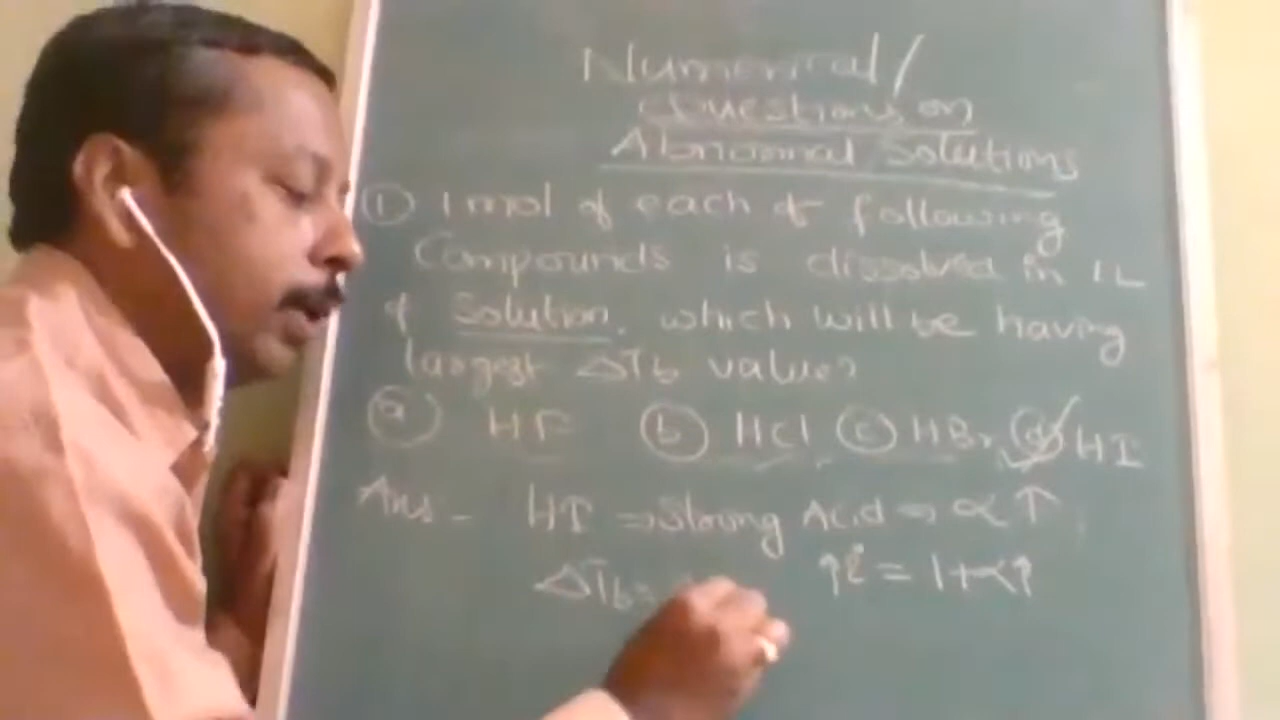 Numerical/
Questions on
Abnormal Solutions
① 1 mol of each of following
Compounds is dissolved in 1L
of Solution. which will be having
largest ΔTb value?
ⓐ HF ⓑ HCl ⓒ HBr ⓓ HI
Ans - HI ⇒ Strong Acid ⇒ α↑
ΔTb = ↑i = 1+α↑